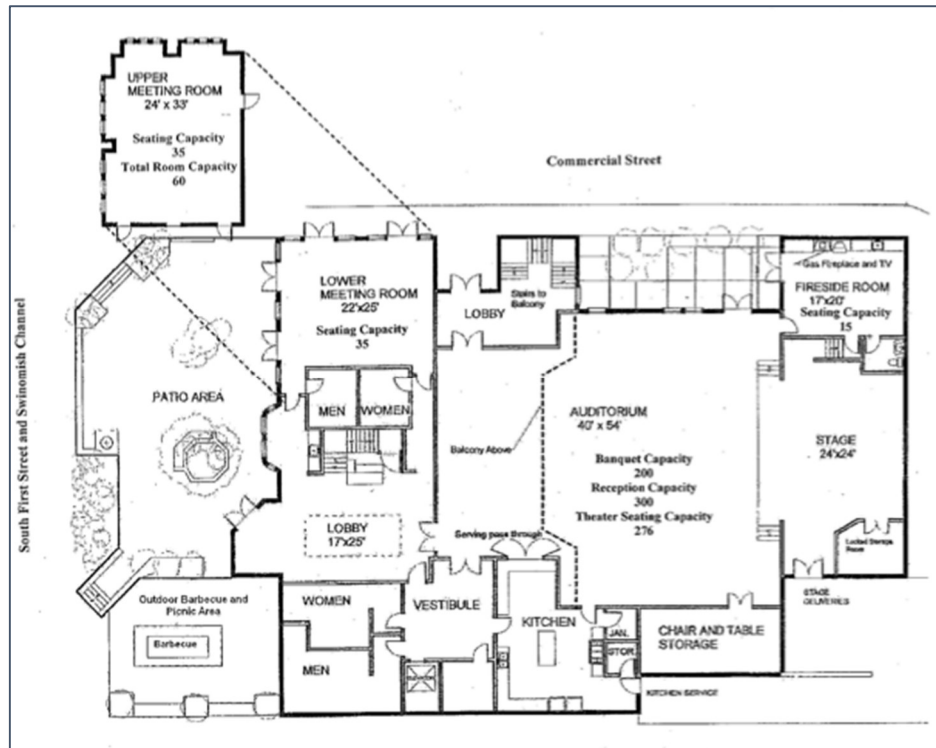 UPPER
MEETING ROOM
24' x 33'
Seating Capacity
35
Total Room Capacity
60
Commercial Street
South First Street and Swinomish Channel
LOWER
MEETING ROOM
22'x25'
Seating Capacity
35
MEN
WOMEN
PATIO AREA
LOBBY
Stairs to
Balcony
Gas Fireplace and TV
FIRESIDE ROOM
17'x20'
Seating Capacity
15
AUDITORIUM
40' x 54'
Balcony Above
Banquet Capacity
200
Reception Capacity
300
Theater Seating Capacity
276
STAGE
24'x24'
LOBBY
17'x25'
Serving pass through
Locked Storage
Room
Outdoor Barbecue and
Picnic Area
Barbecue
WOMEN
MEN
VESTIBULE
KITCHEN
JAN.
STOR.
CHAIR AND TABLE
STORAGE
STAGE
DELIVERIES
KITCHEN SERVICE